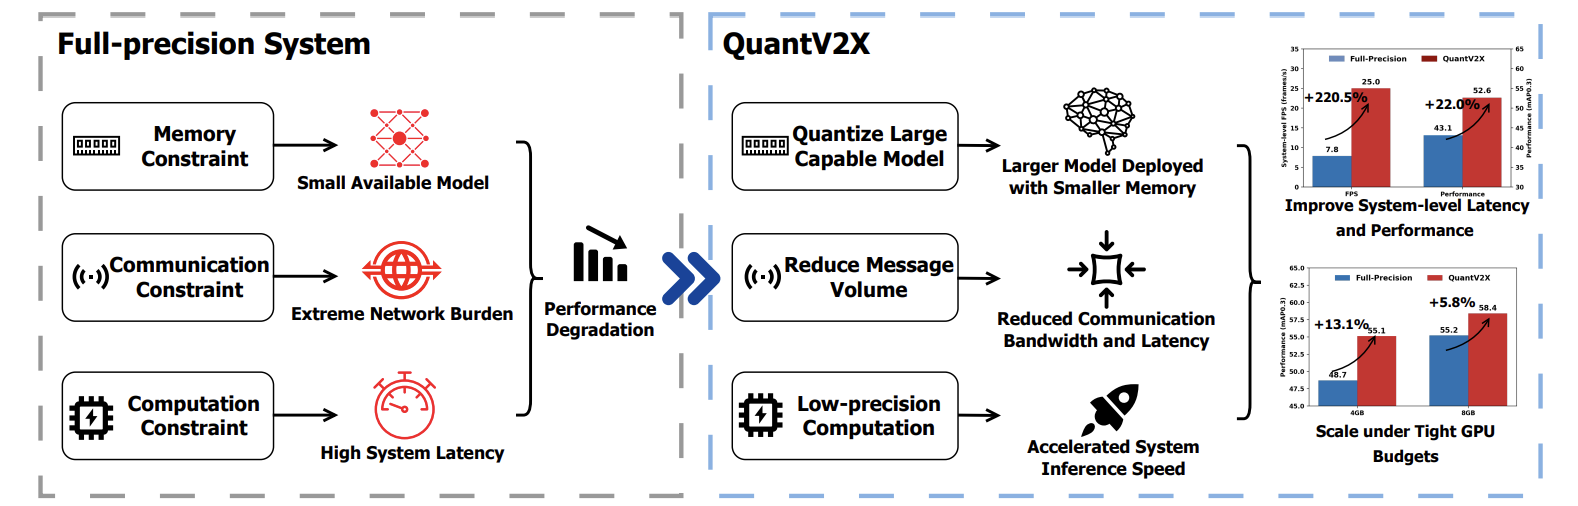 Full-precision System
Memory
Constraint
Small Available Model
Communication
Constraint
Extreme Network Burden
Computation
Constraint
High System Latency
Performance
Degradation
QuantV2X
Quantize Large
Capable Model
Larger Model Deployed
with Smaller Memory
Reduce Message
Volume
Reduced Communication
Bandwidth and Latency
Low-precision
Computation
Accelerated System
Inference Speed
Full-Precision
QuantV2X
System-level FPS (frames/s)
35
30
25
20
15
10
5
0
65
60
55
50
45
40
35
30
Performance (mAP0.3)
+220.5%
25.0
7.8
+22.0%
52.6
43.1
FPS
Performance
Improve System-level Latency
and Performance
Full-Precision
QuantV2X
Performance (mAP0.3)
65.0
62.5
60.0
57.5
55.0
52.5
50.0
47.5
45.0
+13.1%
55.1
48.7
+5.8%
58.4
55.2
4GB
8GB
Scale under Tight GPU
Budgets